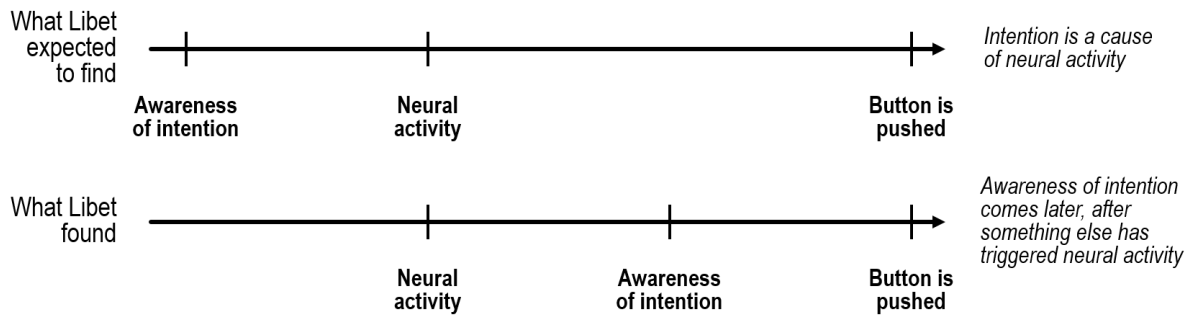 What Libet
expected
to find
Intention is a cause
of neural activity
Awareness
of intention
Neural
activity
Button is
pushed
What Libet
found
Awareness of intention
comes later, after
something else has
triggered neural activity
Neural
activity
Awareness
of intention
Button is
pushed